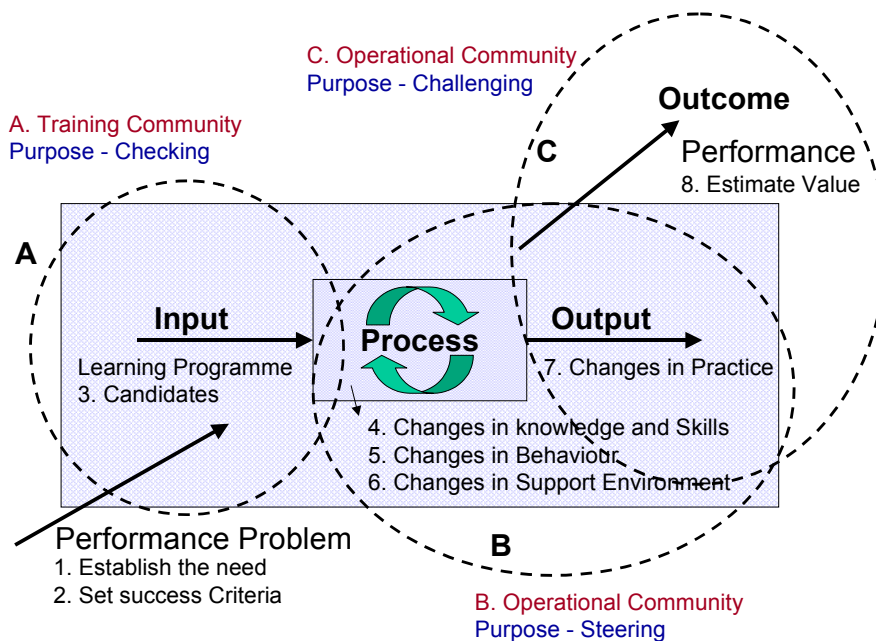 C. Operational Community
Purpose - Challenging
Outcome
A. Training Community
Purpose - Checking
C
Performance
8. Estimate Value
A
Input
Process
Output
Learning Programme
3. Candidates
7. Changes in Practice
4. Changes in knowledge and Skills
5. Changes in Behaviour
6. Changes in Support Environment
Performance Problem
1. Establish the need
2. Set success Criteria
B
B. Operational Community
Purpose - Steering